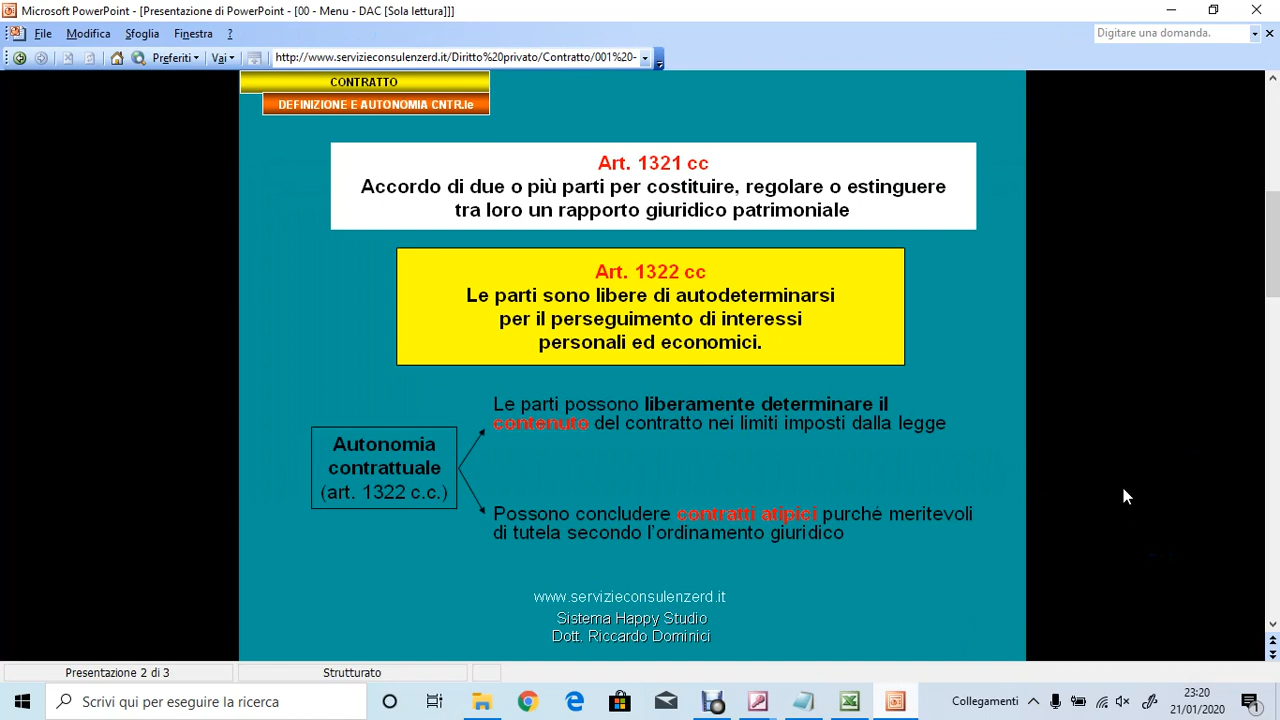 Microsoft PowerPoint - [Presentazione di PowerPoint - [00 - Menu - DAC [Sola lettura]]]
File Modifica Sfoglia Finestra ?
Digitare una domanda.
Preferiti Vai http://www.servizieconsulenzerd.it/Diritto%20privato/Contratto/001%20-
CONTRATTO
DEFINIZIONE E AUTONOMIA CNTR.le
Art. 1321 cc
Accordo di due o più parti per costituire, regolare o estinguere
tra loro un rapporto giuridico patrimoniale
Art. 1322 cc
Le parti sono libere di autodeterminarsi
per il perseguimento di interessi
personali ed economici.
Autonomia
contrattuale
(art. 1322 c.c.)
Le parti possono liberamente determinare il
contenuto del contratto nei limiti imposti dalla legge
Possono concludere contratti atipici purché meritevoli
di tutela secondo l'ordinamento giuridico
www.servizieconsulenzerd.it
Sistema Happy Studio
Dott. Riccardo Dominici
Presentazione 2 di 3
Strutturato
Scrivi qui per eseguire la ricerca
Collegamenti
23:20
21/01/2020
1